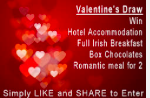 Valentine's Draw
Win
Hotel Accommodation
Full Irish Breakfast
Box Chocolates
Romantic meal for 2
Simply LIKE and SHARE to Enter